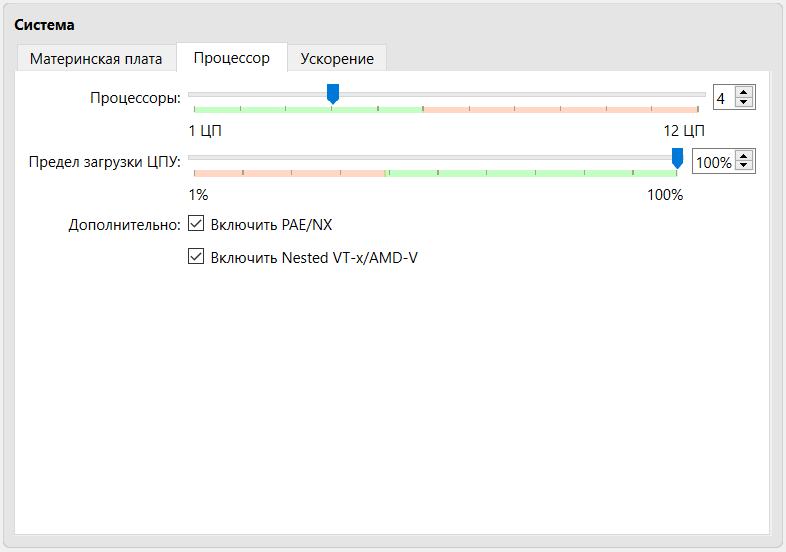 Система
Материнская плата Процессор Ускорение
Процессоры: 4
1 ЦП 12 ЦП
Предел загрузки ЦПУ: 100%
1% 100%
Дополнительно: Включить PAE/NX
Включить Nested VT-x/AMD-V